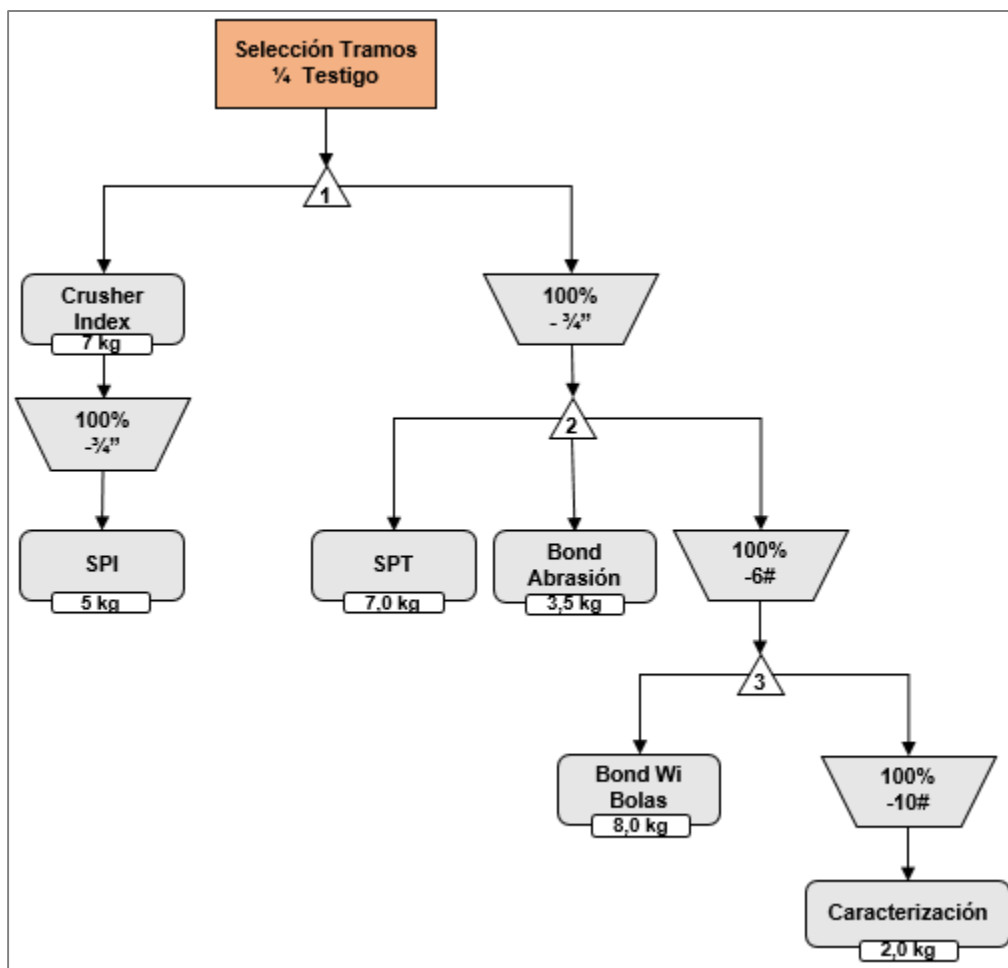 Selección Tramos
¼ Testigo
1
Crusher
Index
7 kg
100%
- ¾”
100%
-¾”
2
SPI
5 kg
SPT
7,0 kg
Bond
Abrasión
3,5 kg
100%
-6#
3
Bond Wi
Bolas
8,0 kg
100%
-10#
Caracterización
2,0 kg